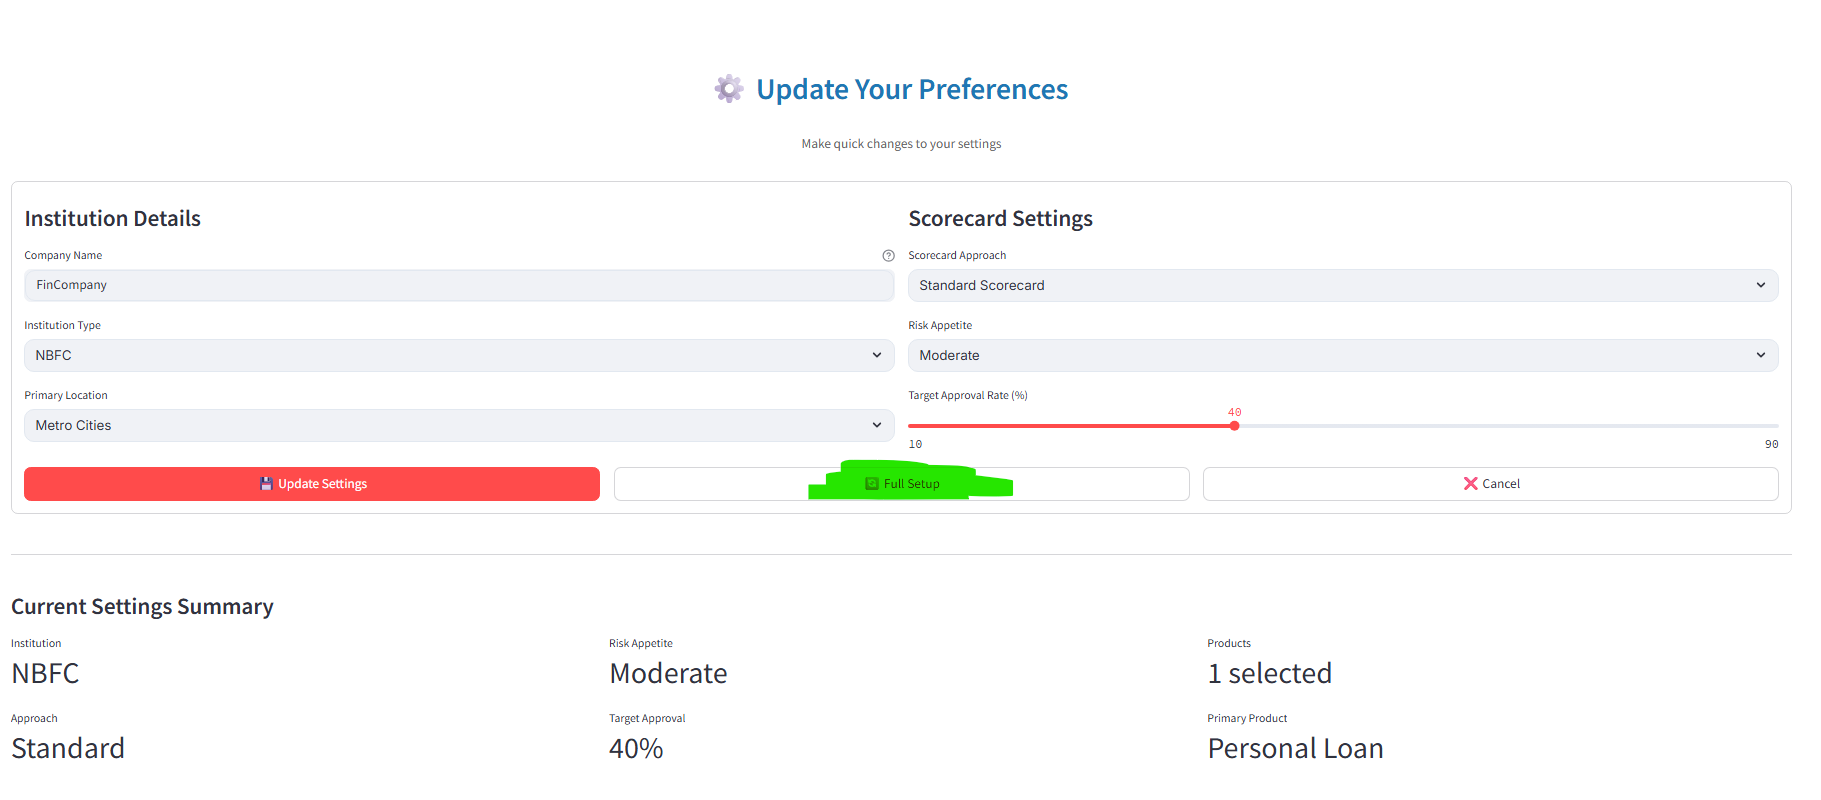 Update Your Preferences
Make quick changes to your settings
Institution Details
Company Name
FinCompany
Institution Type
NBFC
Primary Location
Metro Cities
Scorecard Settings
Scorecard Approach
Standard Scorecard
Risk Appetite
Moderate
Target Approval Rate (%)
40
10 90
Update Settings
Full Setup
Cancel
Current Settings Summary
Institution
NBFC
Risk Appetite
Moderate
Products
1 selected
Approach
Standard
Target Approval
40%
Primary Product
Personal Loan